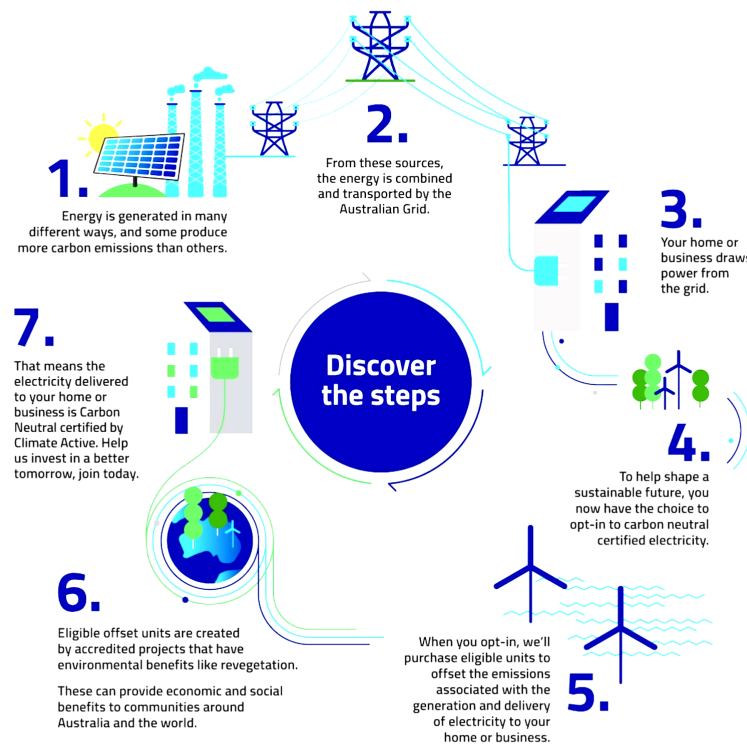 1.
Energy is generated in many
different ways, and some produce
more carbon emissions than others.
2.
From these sources,
the energy is combined
and transported by the
Australian Grid.
3.
Your home or
business draws
power from
the grid.
Discover
the steps
4.
To help shape a
sustainable future, you
now have the choice to
opt-in to carbon neutral
certified electricity.
5.
When you opt-in, we’ll
purchase eligible units to
offset the emissions
associated with the
generation and delivery
of electricity to your
home or business.
6.
Eligible offset units are created
by accredited projects that have
environmental benefits like revegetation.
These can provide economic and social
benefits to communities around
Australia and the world.
7.
That means the
electricity delivered
to your home or
business is Carbon
Neutral certified by
Climate Active. Help
us invest in a better
tomorrow, join today.